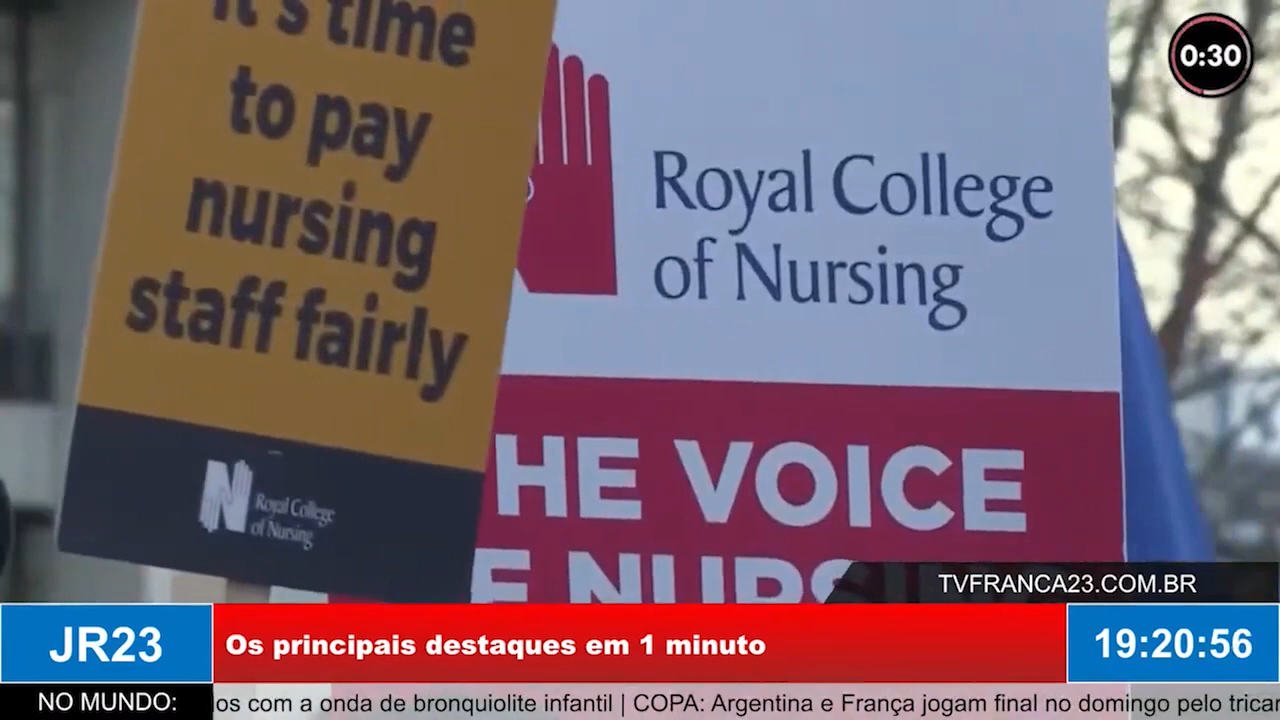 It's time
to pay
nursing
staff fairly
Royal College
of Nursing
Royal College
of Nursing
HE VOICE
0:30
TVFRANCA23.COM.BR
JR23
Os principais destaques em 1 minuto
19:20:56
NO MUNDO:
os com a onda de bronquiolite infantil | COPA: Argentina e França jogam final no domingo pelo